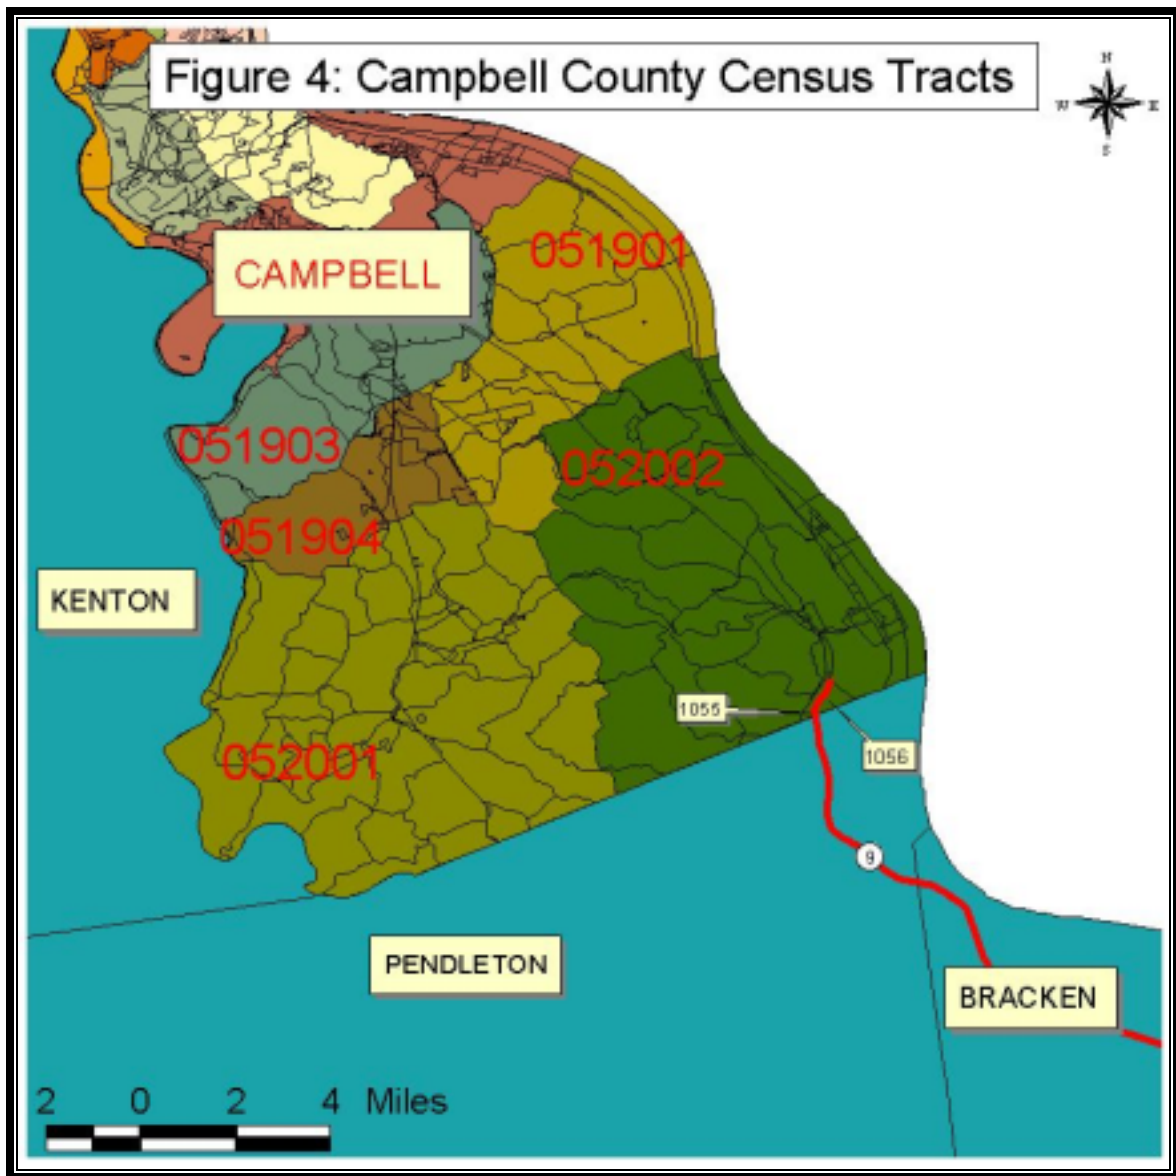 Figure 4: Campbell County Census Tracts
N
W E
S
051901
CAMPBELL
051903
052002
051904
KENTON
1055
1056
052001
9
PENDLETON
BRACKEN
2 0 2 4 Miles